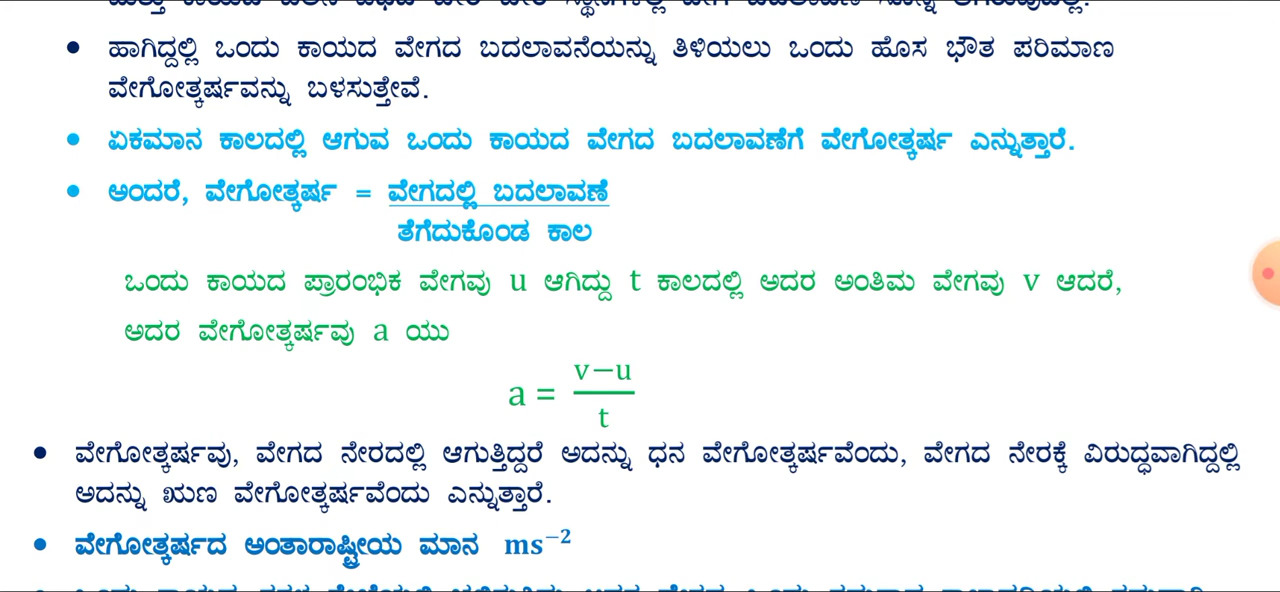 ಹಾಗಿದ್ದಲ್ಲಿ ಒಂದು ಕಾಯದ ವೇಗದ ಬದಲಾವನೆಯನ್ನು ತಿಳಿಯಲು ಒಂದು ಹೊಸ ಭೌತ ಪರಿಮಾಣ
ವೇಗೋತ್ಕರ್ಷವನ್ನು ಬಳಸುತ್ತೇವೆ.
ಏಕಮಾನ ಕಾಲದಲ್ಲಿ ಆಗುವ ಒಂದು ಕಾಯದ ವೇಗದ ಬದಲಾವಣೆಗೆ ವೇಗೋತ್ಕರ್ಷ ಎನ್ನುತ್ತಾರೆ.
ಅಂದರೆ, ವೇಗೋತ್ಕರ್ಷ = ವೇಗದಲ್ಲಿ ಬದಲಾವಣೆ
ತೆಗೆದುಕೊಂಡ ಕಾಲ
ಒಂದು ಕಾಯದ ಪ್ರಾರಂಭಿಕ ವೇಗವು u ಆಗಿದ್ದು t ಕಾಲದಲ್ಲಿ ಅದರ ಅಂತಿಮ ವೇಗವು v ಆದರೆ,
ಅದರ ವೇಗೋತ್ಕರ್ಷವು a ಯು
a = v−u
t
ವೇಗೋತ್ಕರ್ಷವು, ವೇಗದ ನೇರದಲ್ಲಿ ಆಗುತ್ತಿದ್ದರೆ ಅದನ್ನು ಧನ ವೇಗೋತ್ಕರ್ಷವೆಂದು, ವೇಗದ ನೇರಕ್ಕೆ ವಿರುದ್ಧವಾಗಿದ್ದಲ್ಲಿ
ಅದನ್ನು ಋಣ ವೇಗೋತ್ಕರ್ಷವೆಂದು ಎನ್ನುತ್ತಾರೆ.
ವೇಗೋತ್ಕರ್ಷದ ಅಂತಾರಾಷ್ಟ್ರೀಯ ಮಾನ ms⁻²